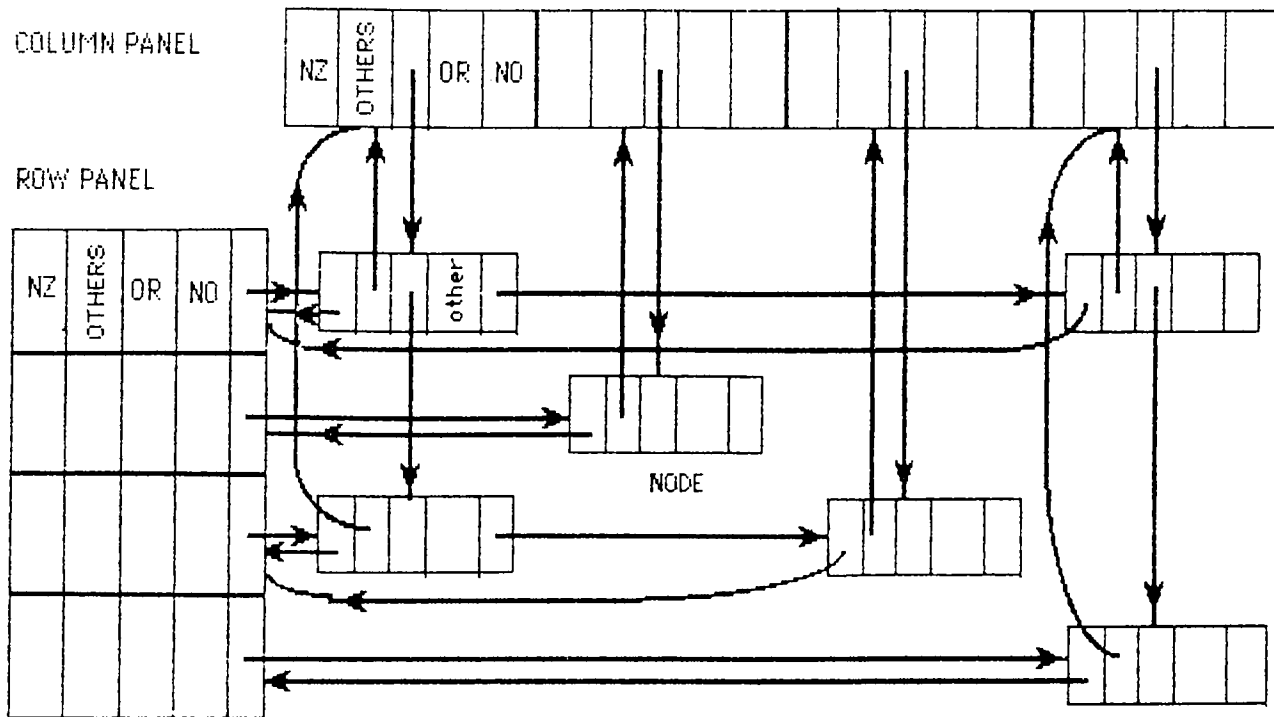 COLUMN PANEL
NZ OTHERS OR NO
ROW PANEL
NZ OTHERS OR NO
other
NODE